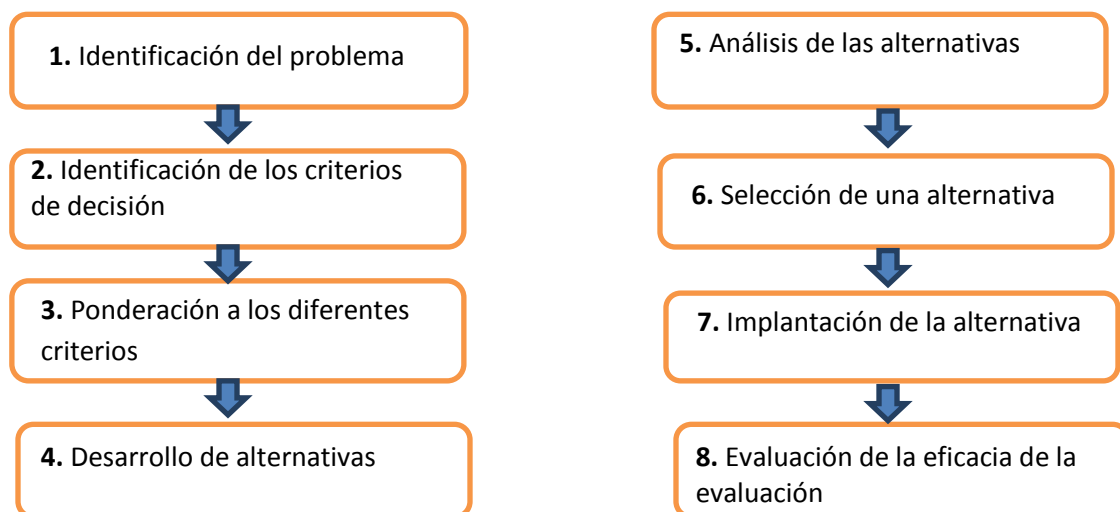 1. Identificación del problema
2. Identificación de los criterios
de decisión
3. Ponderación a los diferentes
criterios
4. Desarrollo de alternativas
5. Análisis de las alternativas
6. Selección de una alternativa
7. Implantación de la alternativa
8. Evaluación de la eficacia de la
evaluación